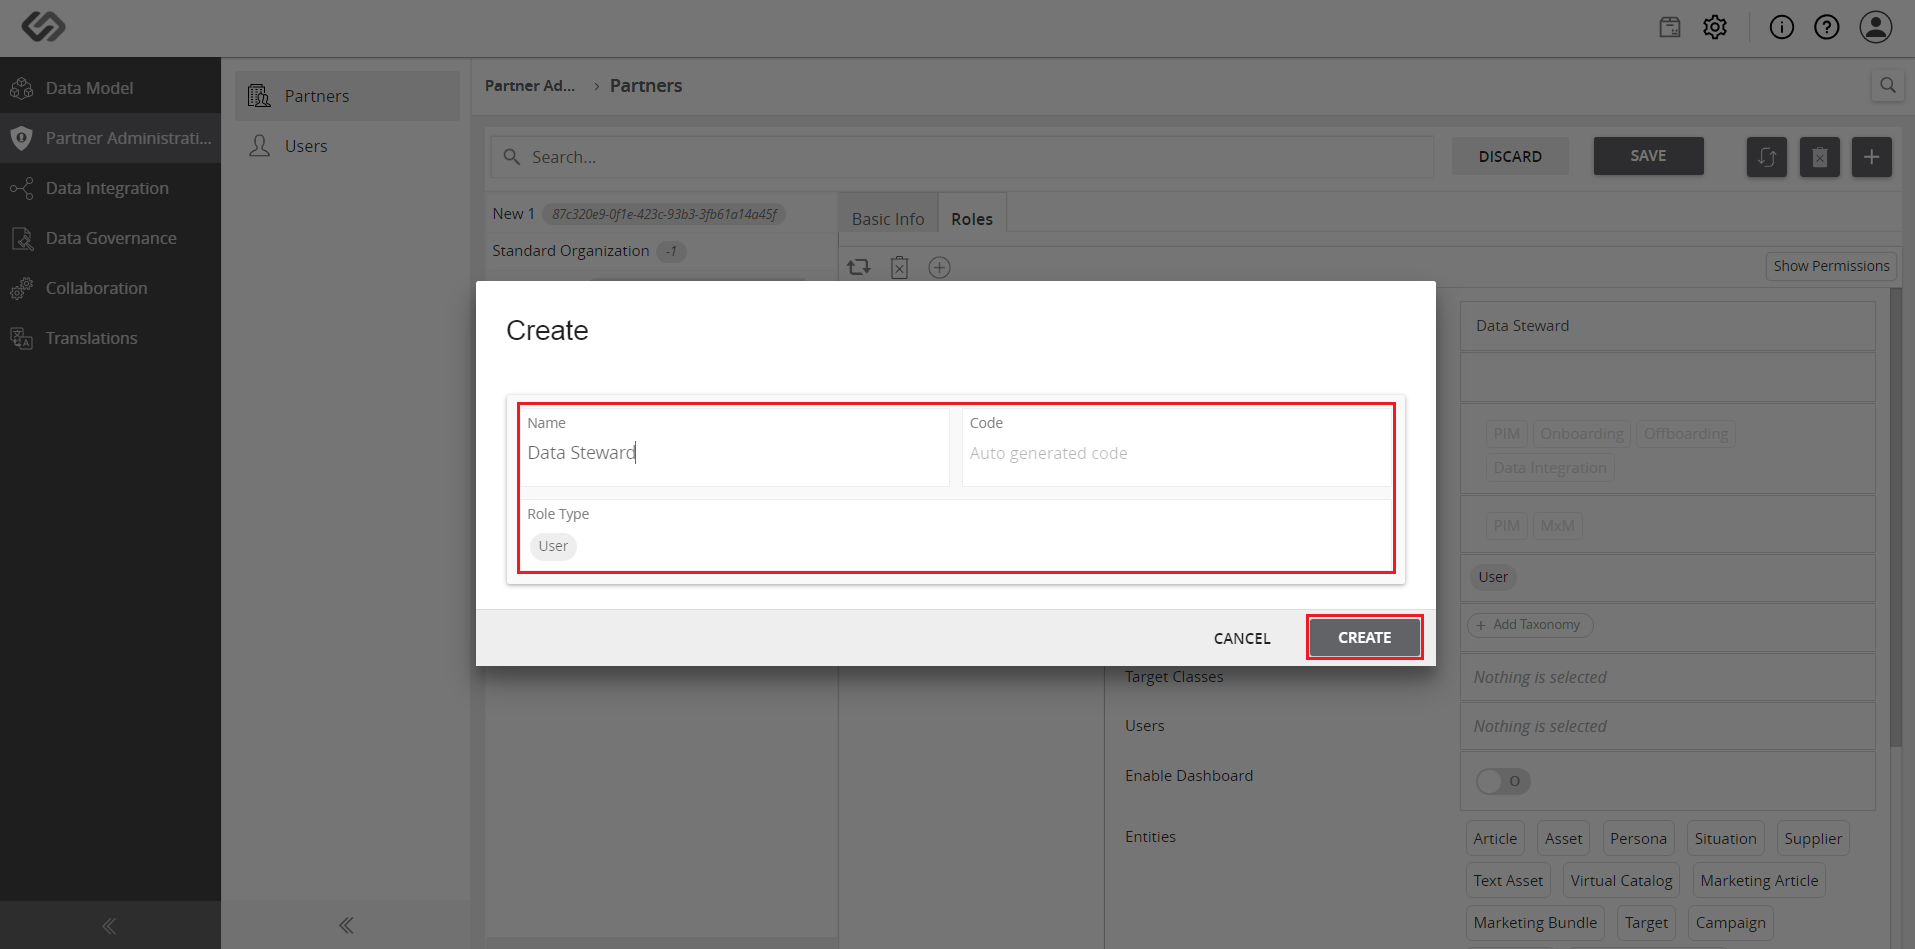 Data Model
Partner Administrati...
Data Integration
Data Governance
Collaboration
Translations
Partners
Users
Partner Ad... › Partners
Search...
DISCARD
SAVE
New 1 87c320e9-0f1e-423c-93b3-3fb61a14a45f
Standard Organization -1
Basic Info
Roles
Show Permissions
Create
Name
Data Steward
Code
Auto generated code
Role Type
User
CANCEL
CREATE
Data Steward
PIM Onboarding Offboarding
Data Integration
PIM MxM
User
+ Add Taxonomy
Target Classes
Nothing is selected
Users
Nothing is selected
Enable Dashboard
O
Entities
Article Asset Persona Situation Supplier
Text Asset Virtual Catalog Marketing Article
Marketing Bundle Target Campaign